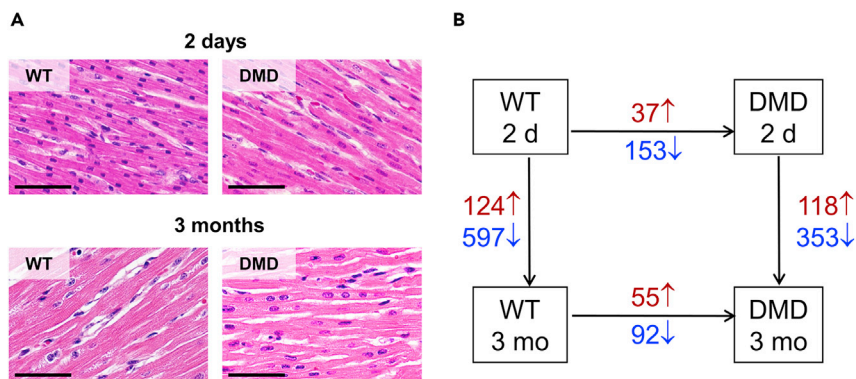 A
2 days
WT
DMD
3 months
WT
DMD
B
WT
2 d
37↑
153↓
DMD
2 d
124↑
597↓
118↑
353↓
WT
3 mo
55↑
92↓
DMD
3 mo